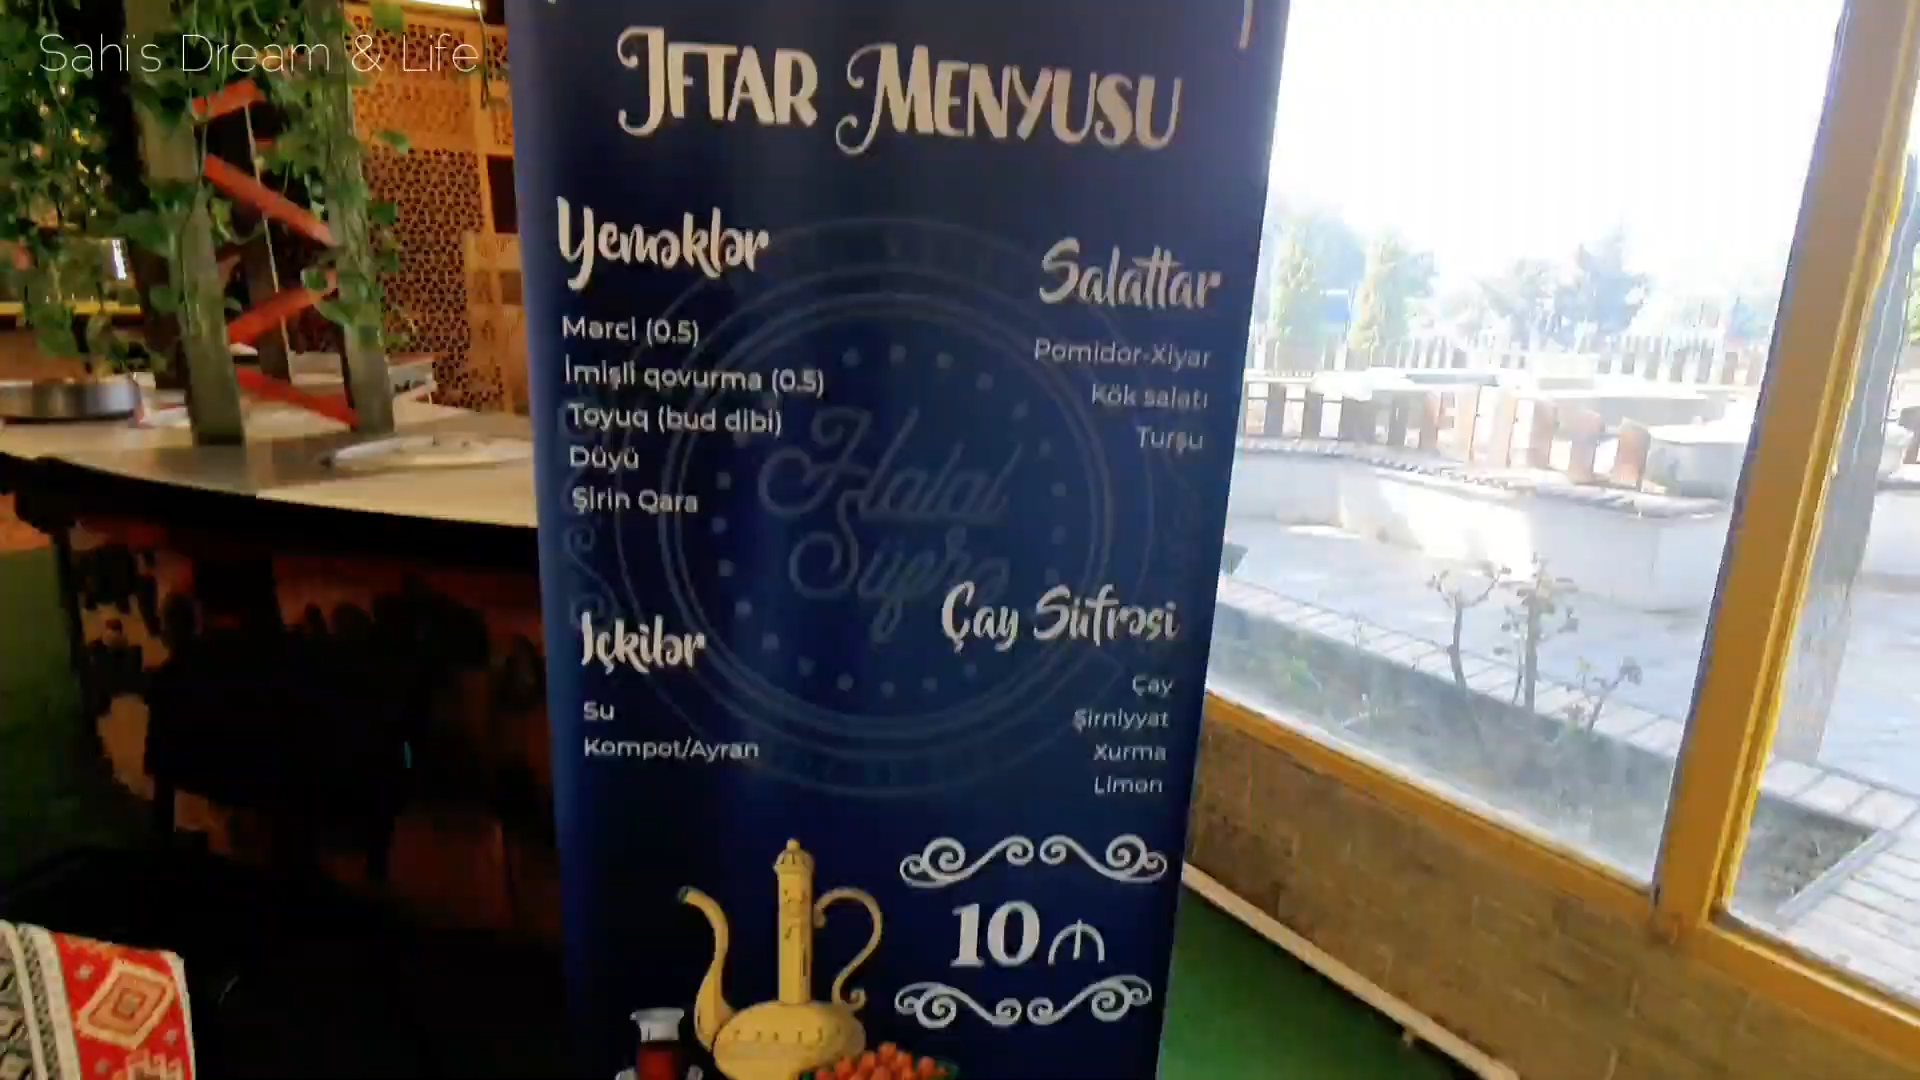 Sahi's Dream & Life
İFTAR MENYUSU
Yeməklər
Mərci (0.5)
İmişli qovurma (0.5)
Toyuq (bud dibi)
Düyü
Şirin Qara
Salatlar
Pomidor-Xiyar
Kök salatı
Turşu
Halal
Süfrə
İçkilər
Su
Kompot/Ayran
Çay Süfrəsi
Çay
Şirniyyat
Xurma
Limon
10 ₼